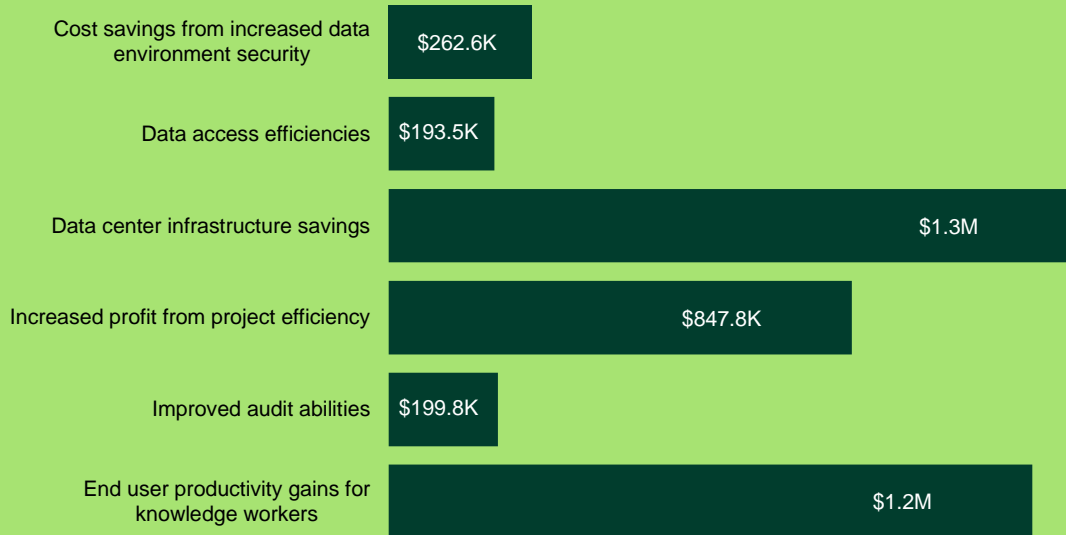 Cost savings from increased data
environment security
$262.6K
Data access efficiencies
$193.5K
Data center infrastructure savings
$1.3M
Increased profit from project efficiency
$847.8K
Improved audit abilities
$199.8K
End user productivity gains for
knowledge workers
$1.2M